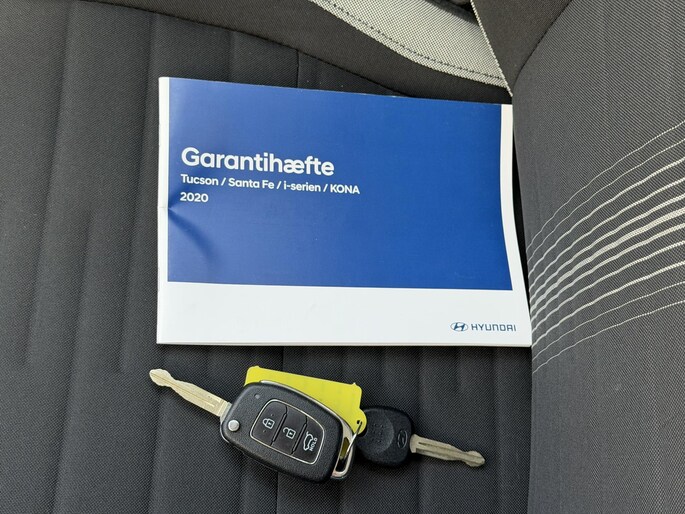 Garantihæfte
Tucson / Santa Fe / i-serien / KONA
2020
HYUNDAI